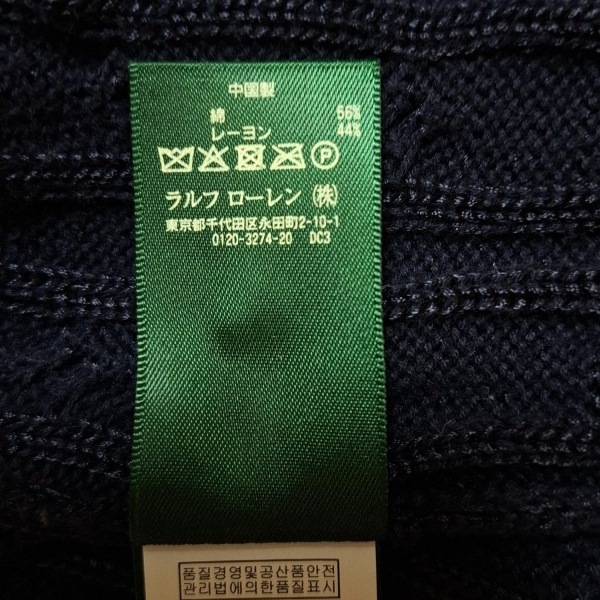 中国製
綿 56%
レーヨン 44%
P
ラルフ ローレン (株)
東京都千代田区永田町2-10-1
0120-3274-20 DC3
품질경영및공산품안전
관리법에의한품질표시